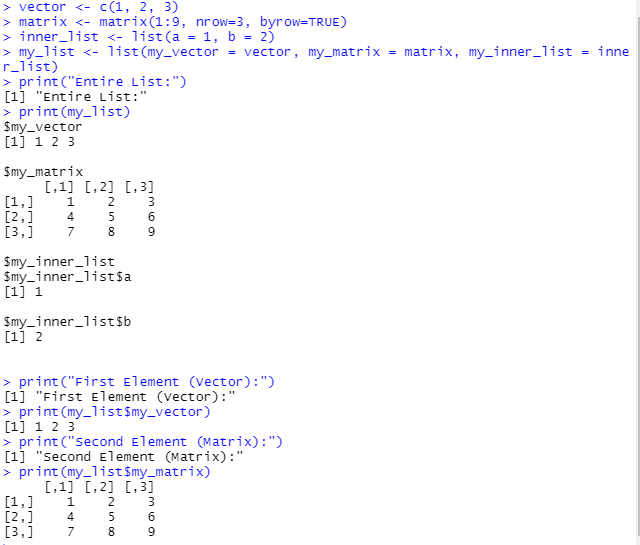 > vector <- c(1, 2, 3)
> matrix <- matrix(1:9, nrow=3, byrow=TRUE)
> inner_list <- list(a = 1, b = 2)
> my_list <- list(my_vector = vector, my_matrix = matrix, my_inner_list = inne
r_list)
> print("Entire List:")
[1] "Entire List:"
> print(my_list)
$my_vector
[1] 1 2 3

$my_matrix
     [,1] [,2] [,3]
[1,]    1    2    3
[2,]    4    5    6
[3,]    7    8    9

$my_inner_list
$my_inner_list$a
[1] 1

$my_inner_list$b
[1] 2


> print("First Element (Vector):")
[1] "First Element (Vector):"
> print(my_list$my_vector)
[1] 1 2 3
> print("Second Element (Matrix):")
[1] "Second Element (Matrix):"
> print(my_list$my_matrix)
     [,1] [,2] [,3]
[1,]    1    2    3
[2,]    4    5    6
[3,]    7    8    9